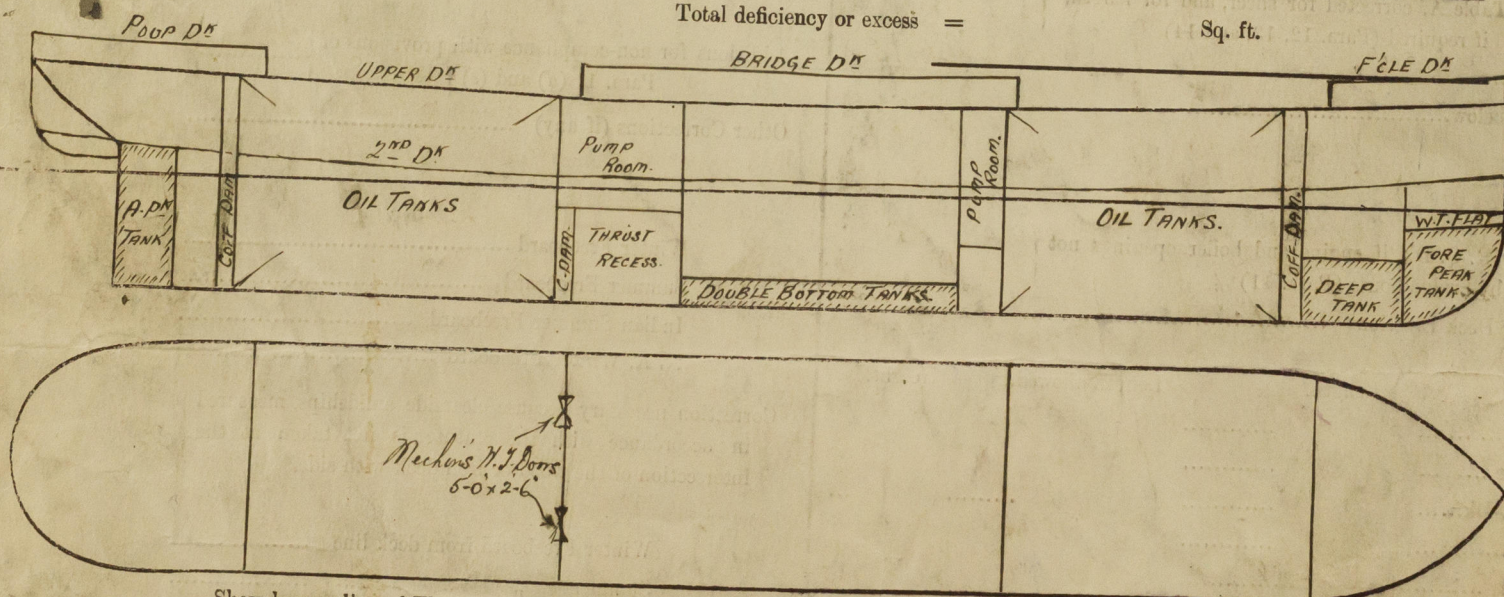 Total deficiency or excess = Sq. ft.
POOP DK
UPPER DK
BRIDGE DK
F'CLE DK
2ND DK
PUMP
ROOM.
OIL TANKS
A.PK
TANK
COFF DAM
C-DAM.
THRUST
RECESS.
DOUBLE BOTTOM TANKS
PUMP
ROOM.
OIL TANKS.
COFF-DAM.
DEEP
TANK
W.T. FLAT
FORE
PEAK
TANK
Doors
5-0 x 2-6